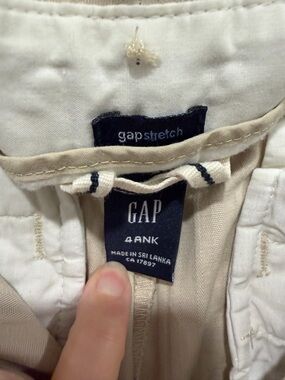 gapstretch
GAP
4 ANK
MADE IN SRI LANKA
CA 17897